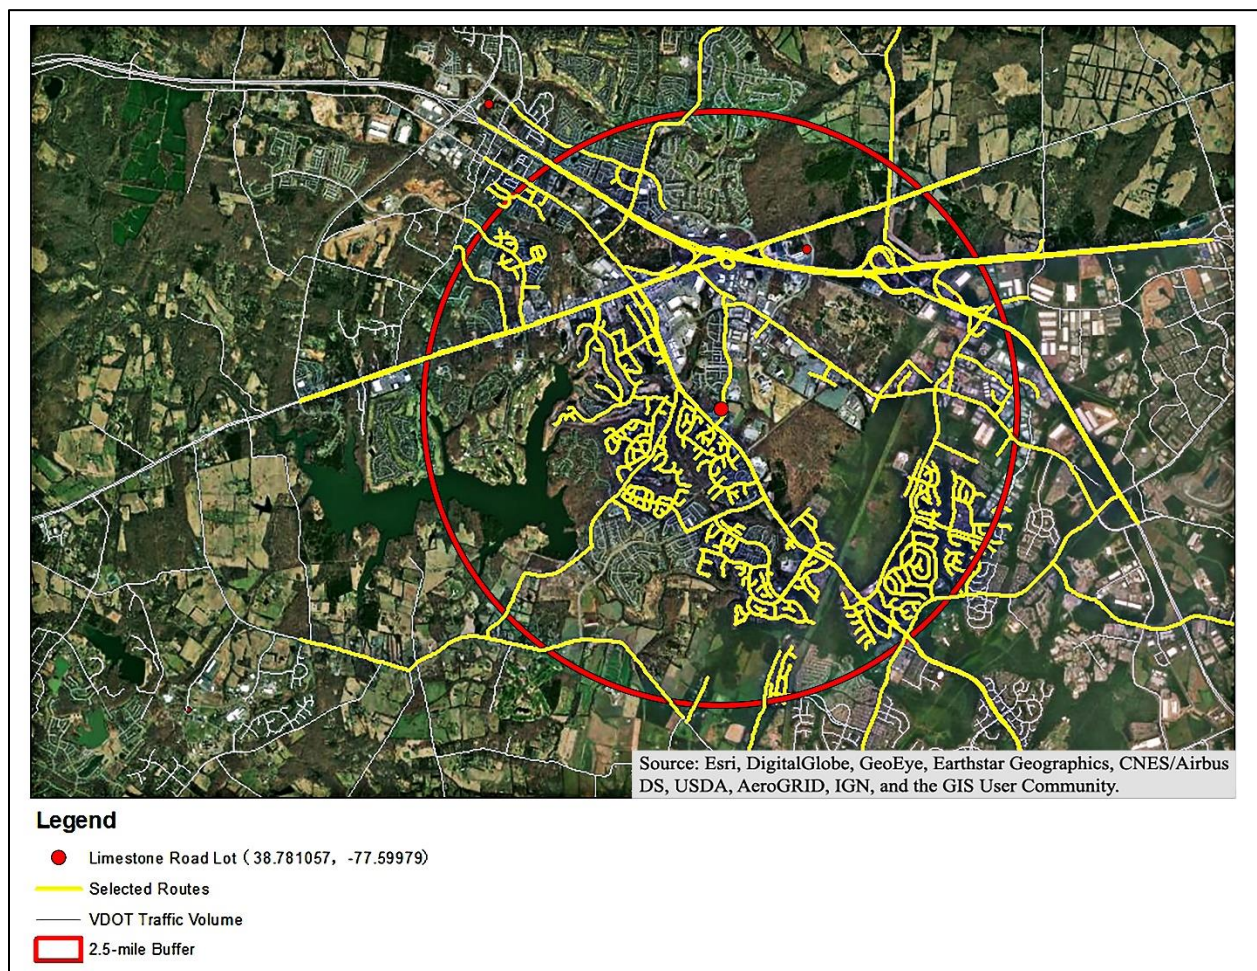 Source: Esri, DigitalGlobe, GeoEye, Earthstar Geographics, CNES/Airbus
DS, USDA, AeroGRID, IGN, and the GIS User Community.
Legend
Limestone Road Lot ( 38.781057, -77.59979)
Selected Routes
VDOT Traffic Volume
2.5-mile Buffer